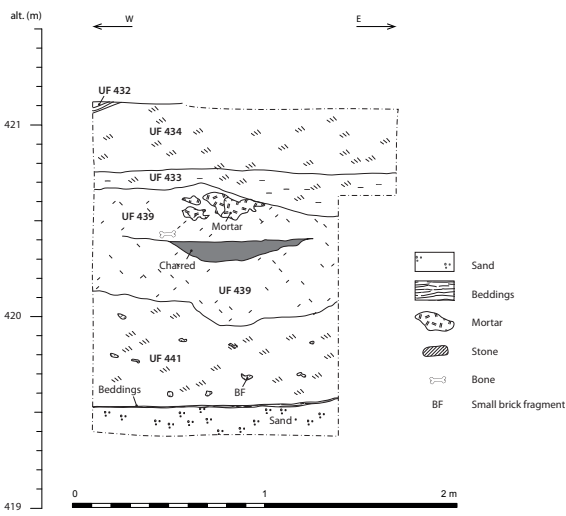 alt. (m)
W
E
UF 432
421
UF 434
UF 433
UF 439
Mortar
Charred
UF 439
420
UF 441
Beddings
BF
Sand
419
0
1
2 m
Sand
Beddings
Mortar
Stone
Bone
BF
Small brick fragment